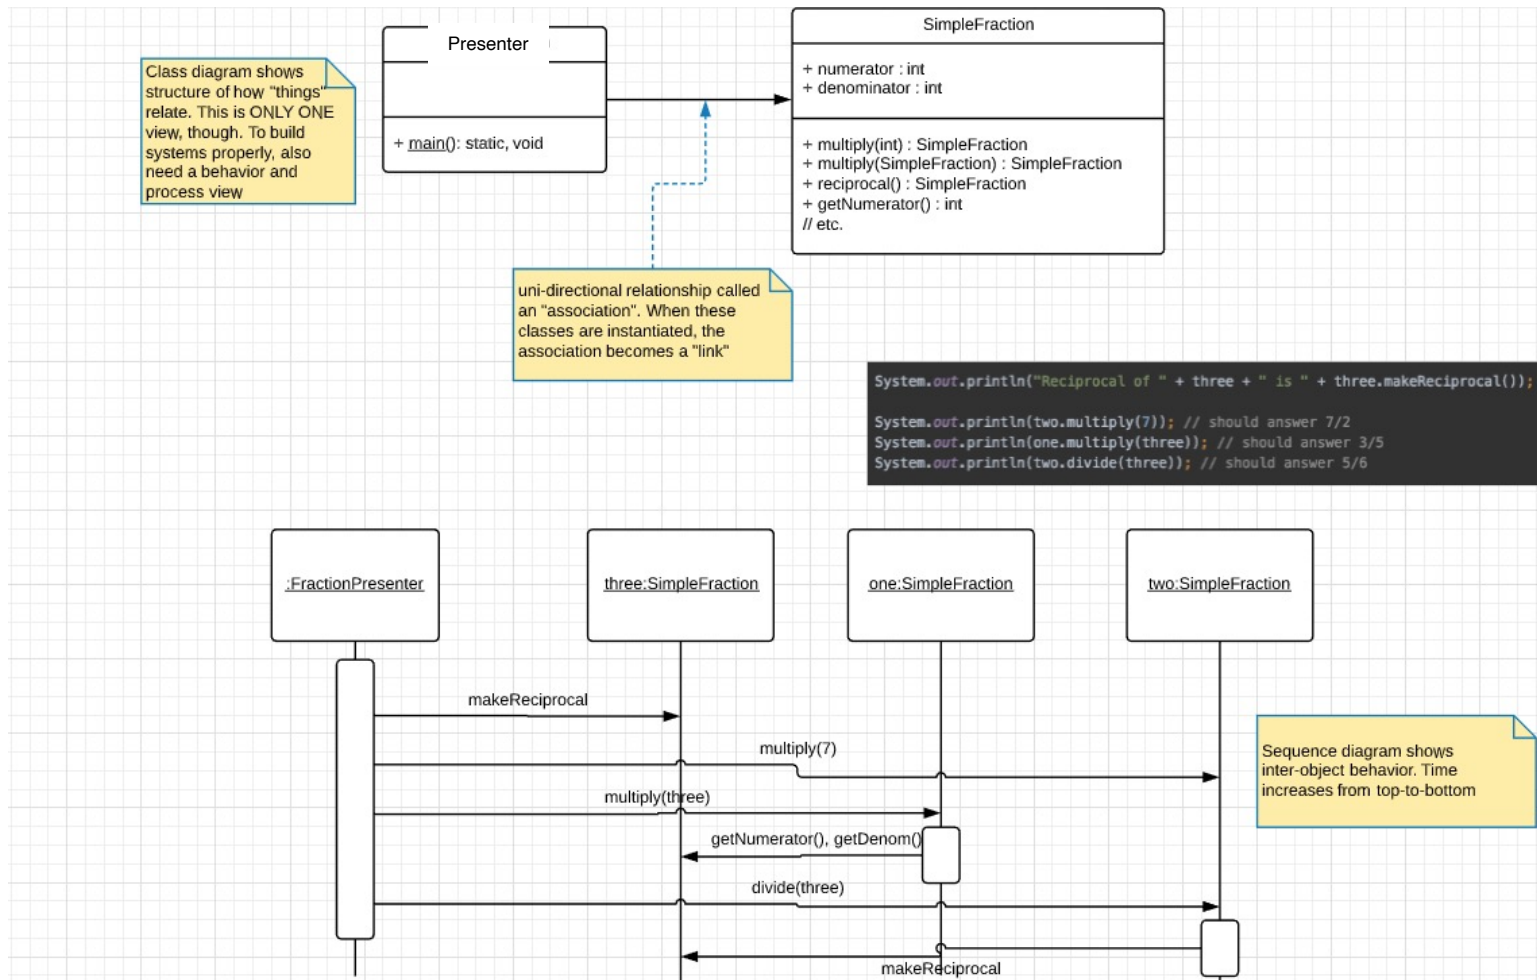 Presenter
+ main(): static, void
SimpleFraction
+ numerator : int
+ denominator : int
+ multiply(int) : SimpleFraction
+ multiply(SimpleFraction) : SimpleFraction
+ reciprocal() : SimpleFraction
+ getNumerator() : int
// etc.
Class diagram shows
structure of how "things"
relate. This is ONLY ONE
view, though. To build
systems properly, also
need a behavior and
process view
uni-directional relationship called
an "association". When these
classes are instantiated, the
association becomes a "link"
System.out.println("Reciprocal of " + three + " is " + three.makeReciprocal());
System.out.println(two.multiply(7)); // should answer 7/2
System.out.println(one.multiply(three)); // should answer 3/5
System.out.println(two.divide(three)); // should answer 5/6
:FractionPresenter
three:SimpleFraction
one:SimpleFraction
two:SimpleFraction
makeReciprocal
multiply(7)
multiply(three)
getNumerator(), getDenom()
divide(three)
makeReciprocal
Sequence diagram shows
inter-object behavior. Time
increases from top-to-bottom